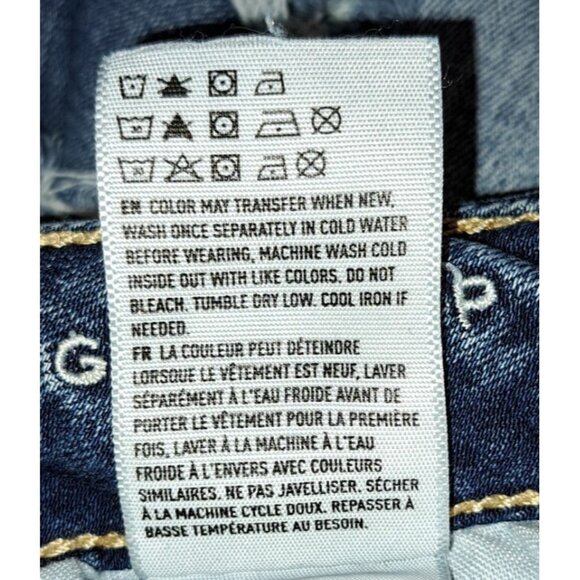 EN COLOR MAY TRANSFER WHEN NEW,
WASH ONCE SEPARATELY IN COLD WATER
BEFORE WEARING, MACHINE WASH COLD
INSIDE OUT WITH LIKE COLORS. DO NOT
BLEACH. TUMBLE DRY LOW. COOL IRON IF
NEEDED.
FR LA COULEUR PEUT DÉTEINDRE
LORSQUE LE VÊTEMENT EST NEUF, LAVER
SÉPARÉMENT À L'EAU FROIDE AVANT DE
PORTER LE VÊTEMENT POUR LA PREMIÈRE
FOIS, LAVER À LA MACHINE À L'EAU
FROIDE À L'ENVERS AVEC COULEURS
SIMILAIRES. NE PAS JAVELLISER. SÉCHER
À LA MACHINE CYCLE DOUX. REPASSER À
BASSE TEMPÉRATURE AU BESOIN.
G P